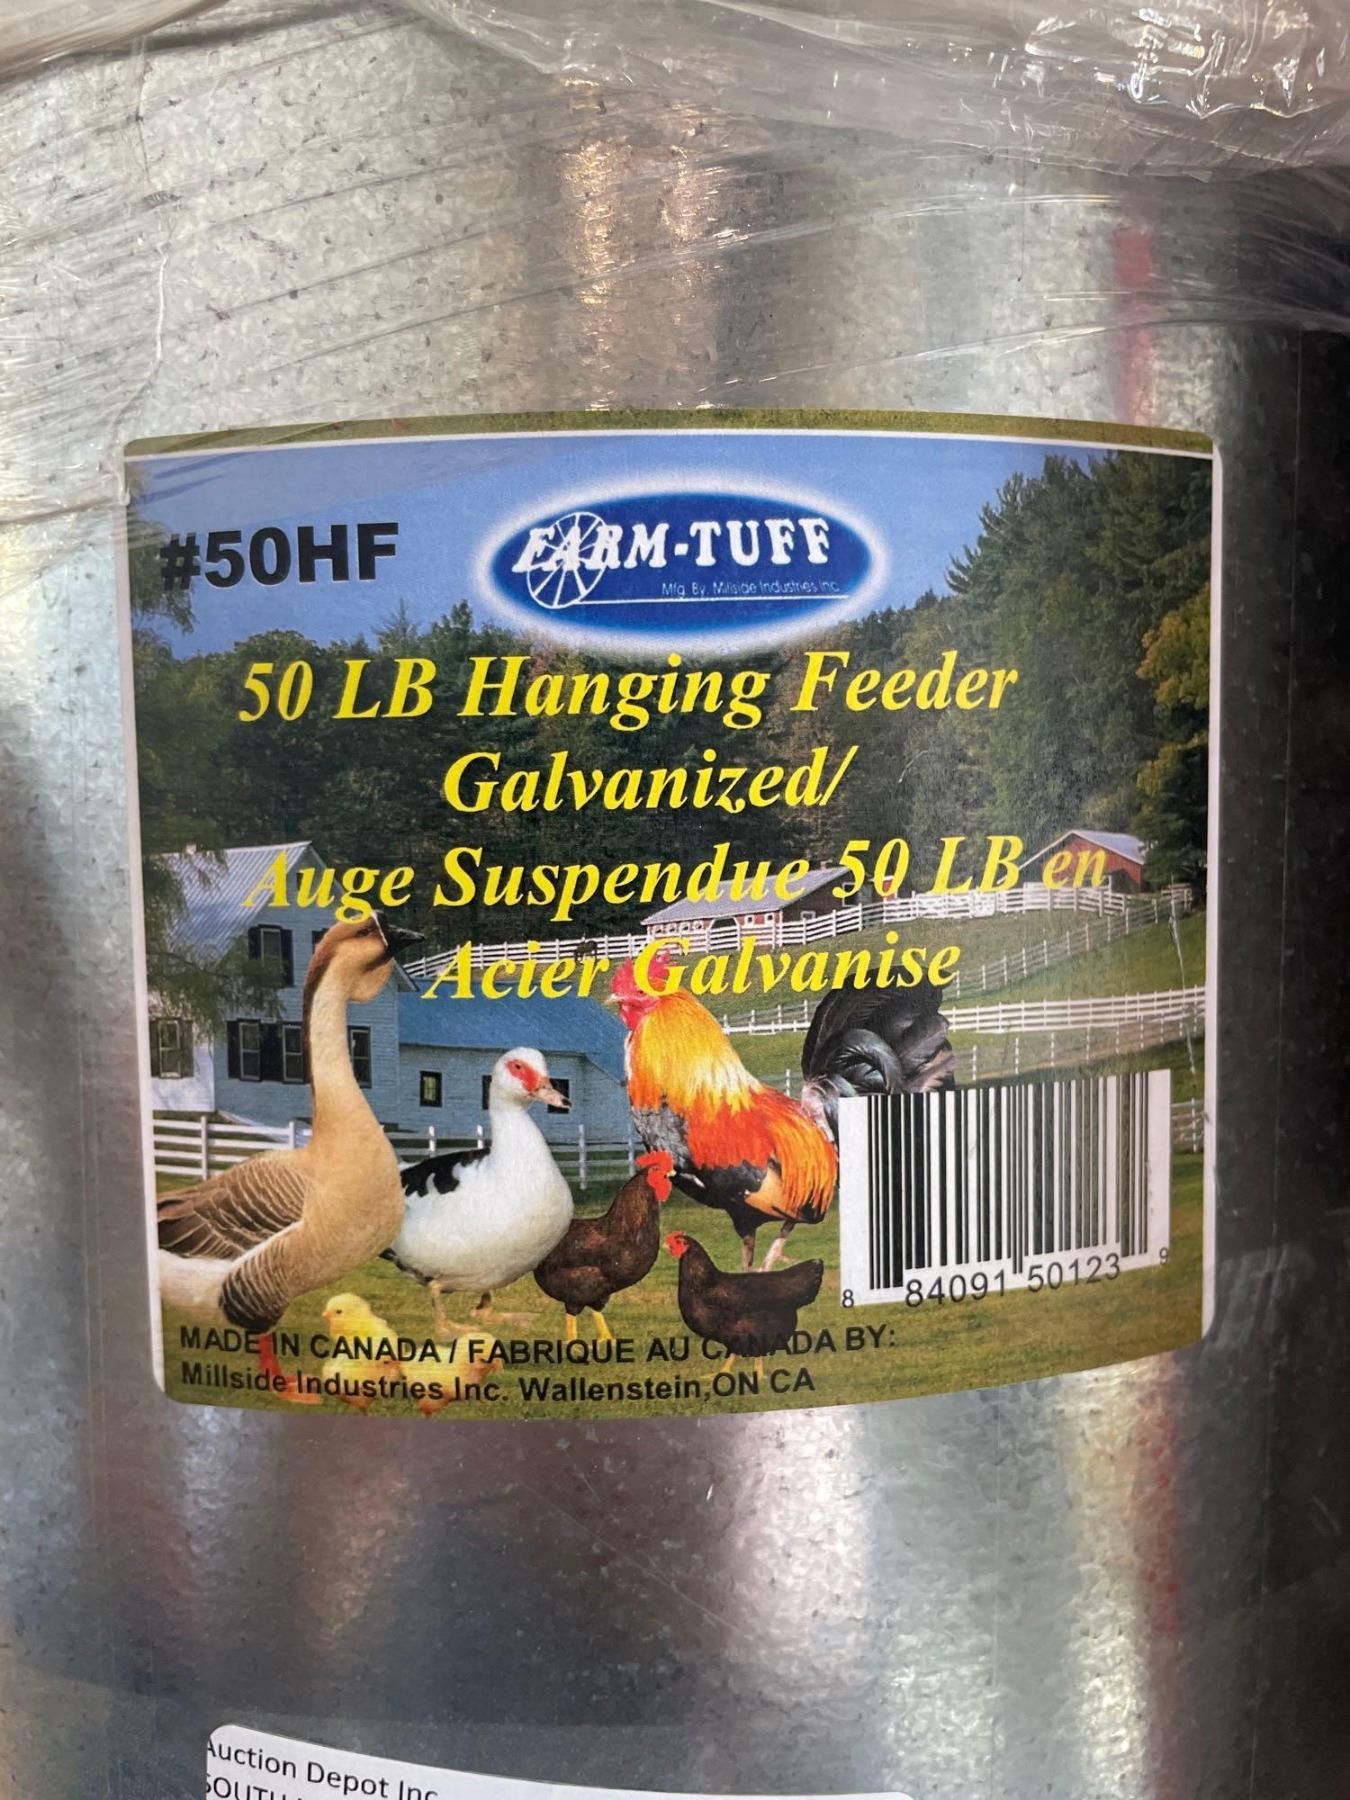 #50HF
FARM-TUFF
Mfg. By. Millside Industries Inc.
50 LB Hanging Feeder
Galvanized/
Auge Suspendue 50 LB en
Acier Galvanise
8 84091 50123 9
MADE IN CANADA / FABRIQUE AU CANADA BY:
Millside Industries Inc. Wallenstein,ON CA
Auction Depot Inc